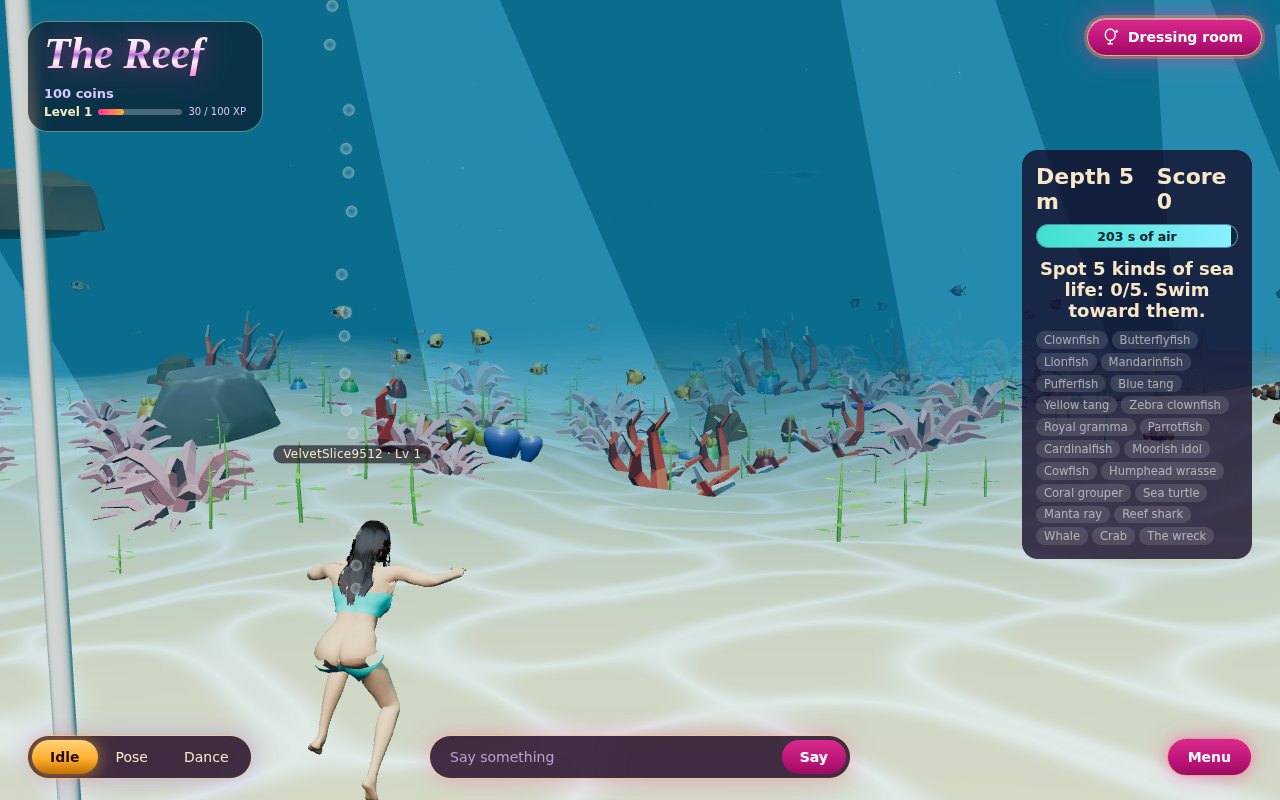 The Reef
100 coins
Level 1 30 / 100 XP
Dressing room
Depth 5 m Score 0
203 s of air
Spot 5 kinds of sea
life: 0/5. Swim
toward them.
Clownfish Butterflyfish
Lionfish Mandarinfish
Pufferfish Blue tang
Yellow tang Zebra clownfish
Royal gramma Parrotfish
Cardinalfish Moorish idol
Cowfish Humphead wrasse
Coral grouper Sea turtle
Manta ray Reef shark
Whale Crab The wreck
VelvetSlice9512 · Lv 1
Idle Pose Dance
Say something Say
Menu